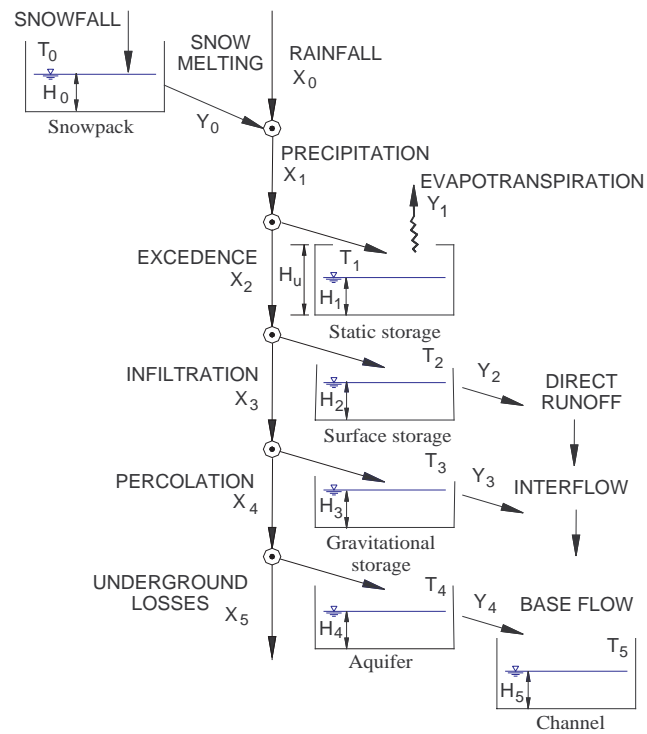 SNOWFALL
T0
H0
Snowpack
SNOW
MELTING
Y0
RAINFALL
X0
PRECIPITATION
X1
EVAPOTRANSPIRATION
Y1
EXCEDENCE
X2
Hu
T1
H1
Static storage
INFILTRATION
X3
T2
H2
Surface storage
Y2
DIRECT
RUNOFF
PERCOLATION
X4
T3
H3
Gravitational
storage
Y3
INTERFLOW
UNDERGROUND
LOSSES
X5
T4
H4
Aquifer
Y4
BASE FLOW
T5
H5
Channel